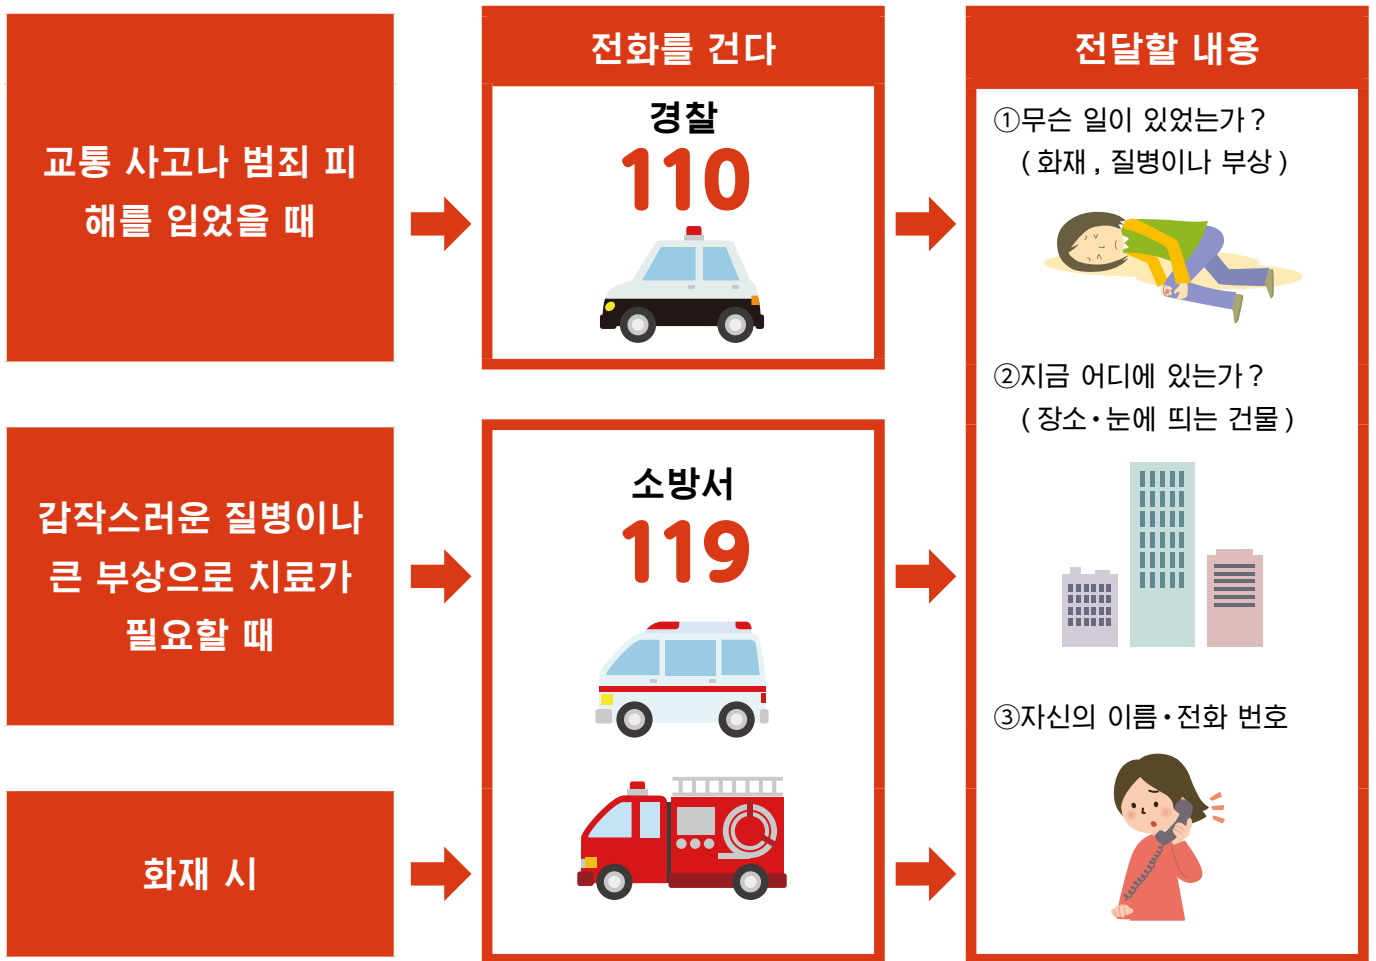 교통 사고나 범죄 피
해를 입었을 때
전화를 건다
경찰
110
갑작스러운 질병이나
큰 부상으로 치료가
필요할 때
소방서
119
화재 시
전달할 내용
①무슨 일이 있었는가?
(화재, 질병이나 부상)
②지금 어디에 있는가?
(장소·눈에 띄는 건물)
③자신의 이름·전화 번호